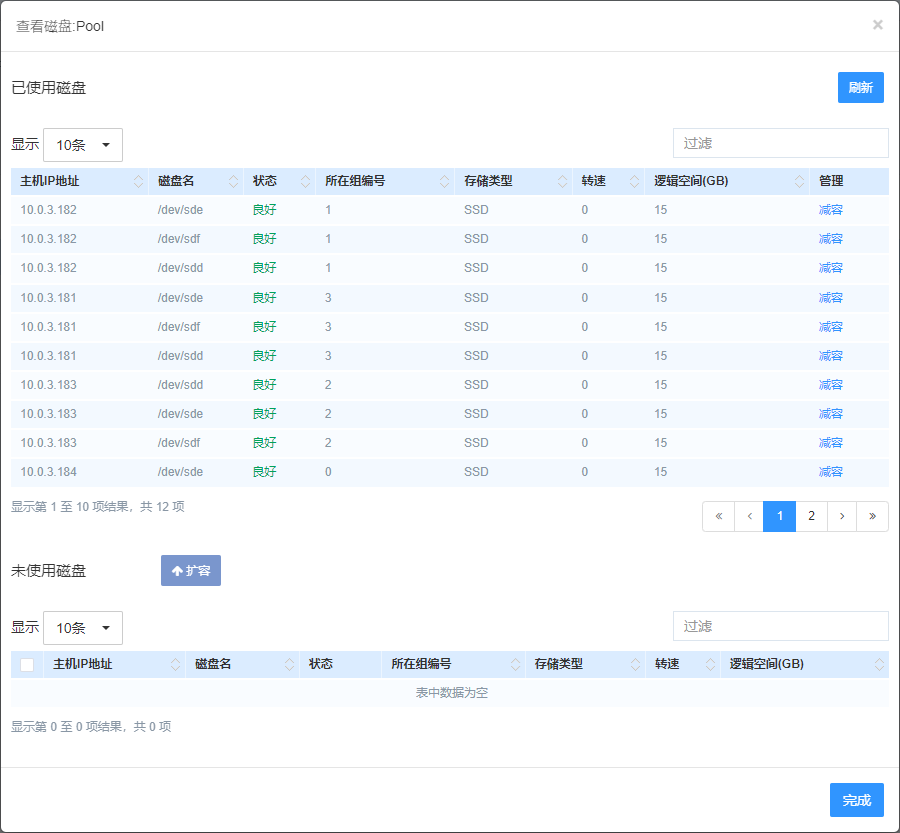 查看磁盘:Pool ×
已使用磁盘 刷新
显示 10条 过滤
主机IP地址 磁盘名 状态 所在组编号 存储类型 转速 逻辑空间(GB) 管理
10.0.3.182 /dev/sde 良好 1 SSD 0 15 减容
10.0.3.182 /dev/sdf 良好 1 SSD 0 15 减容
10.0.3.182 /dev/sdd 良好 1 SSD 0 15 减容
10.0.3.181 /dev/sde 良好 3 SSD 0 15 减容
10.0.3.181 /dev/sdf 良好 3 SSD 0 15 减容
10.0.3.181 /dev/sdd 良好 3 SSD 0 15 减容
10.0.3.183 /dev/sdd 良好 2 SSD 0 15 减容
10.0.3.183 /dev/sde 良好 2 SSD 0 15 减容
10.0.3.183 /dev/sdf 良好 2 SSD 0 15 减容
10.0.3.184 /dev/sde 良好 0 SSD 0 15 减容
显示第 1 至 10 项结果，共 12 项
« ‹ 1 2 › »
未使用磁盘 扩容
显示 10条 过滤
主机IP地址 磁盘名 状态 所在组编号 存储类型 转速 逻辑空间(GB)
表中数据为空
显示第 0 至 0 项结果，共 0 项
完成